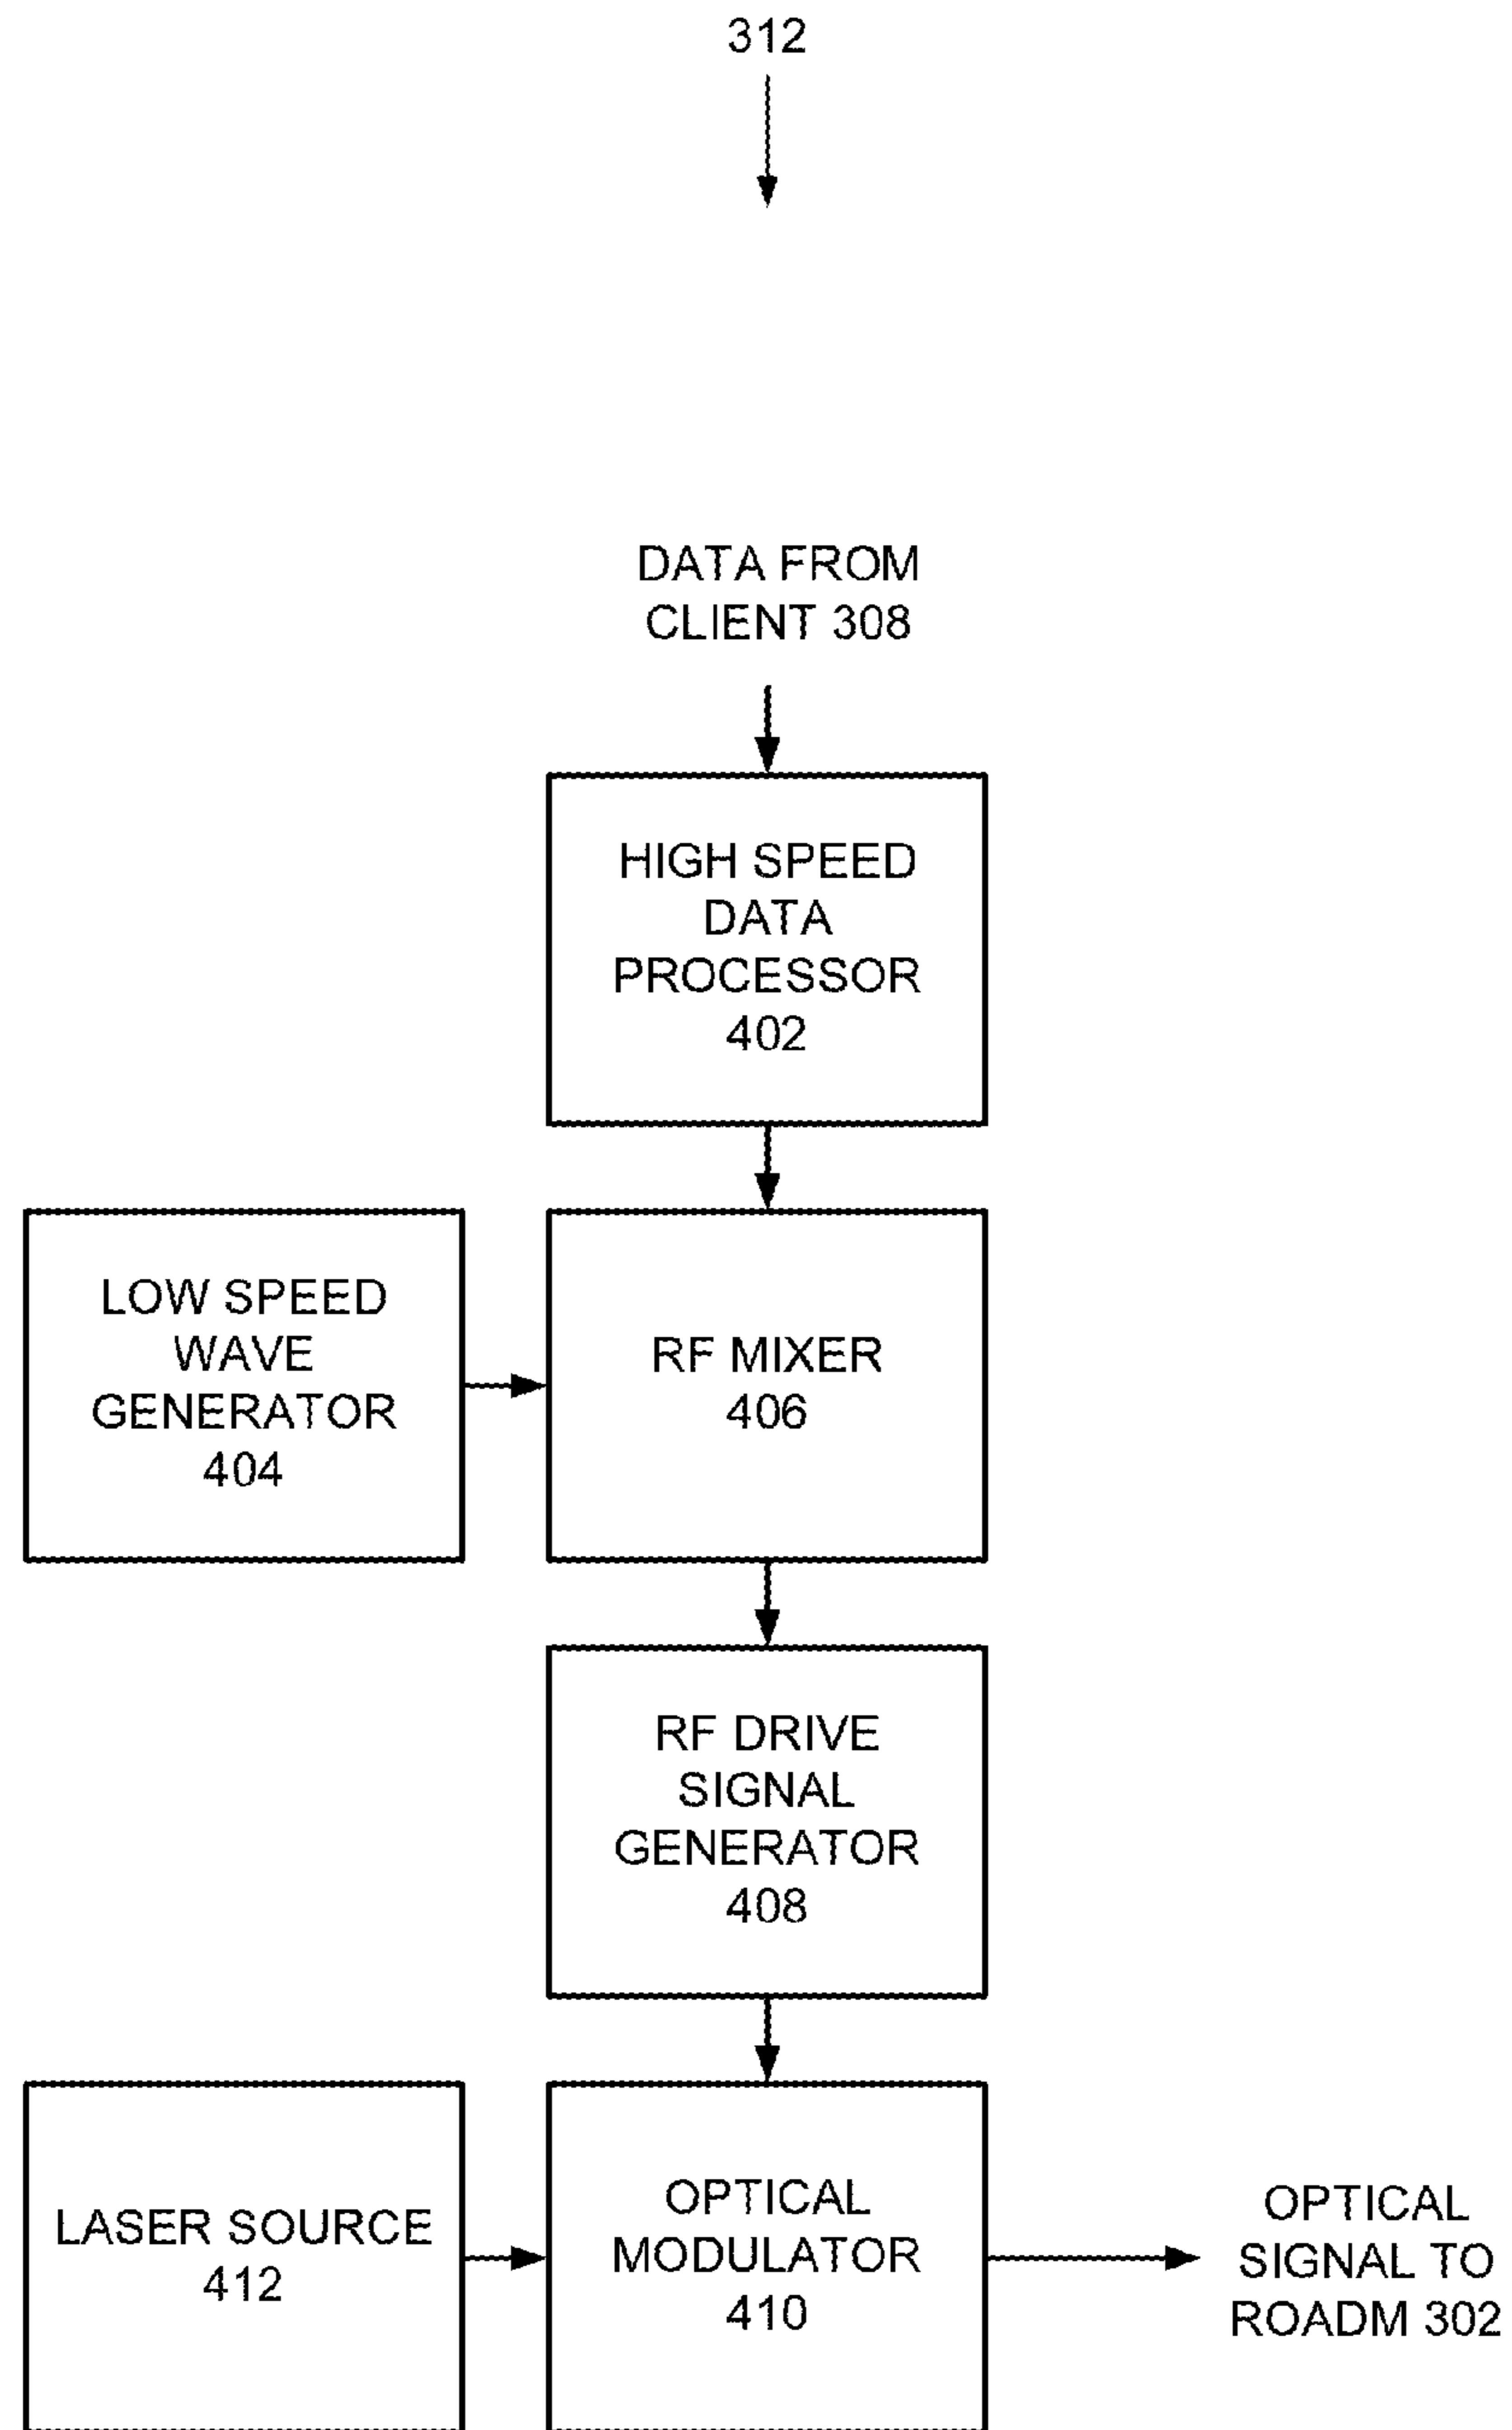 312
DATA FROM
CLIENT 308
HIGH SPEED
DATA
PROCESSOR
402
LOW SPEED
WAVE
GENERATOR
404
RF MIXER
406
RF DRIVE
SIGNAL
GENERATOR
408
LASER SOURCE
412
OPTICAL
MODULATOR
410
OPTICAL
SIGNAL TO
ROADM 302